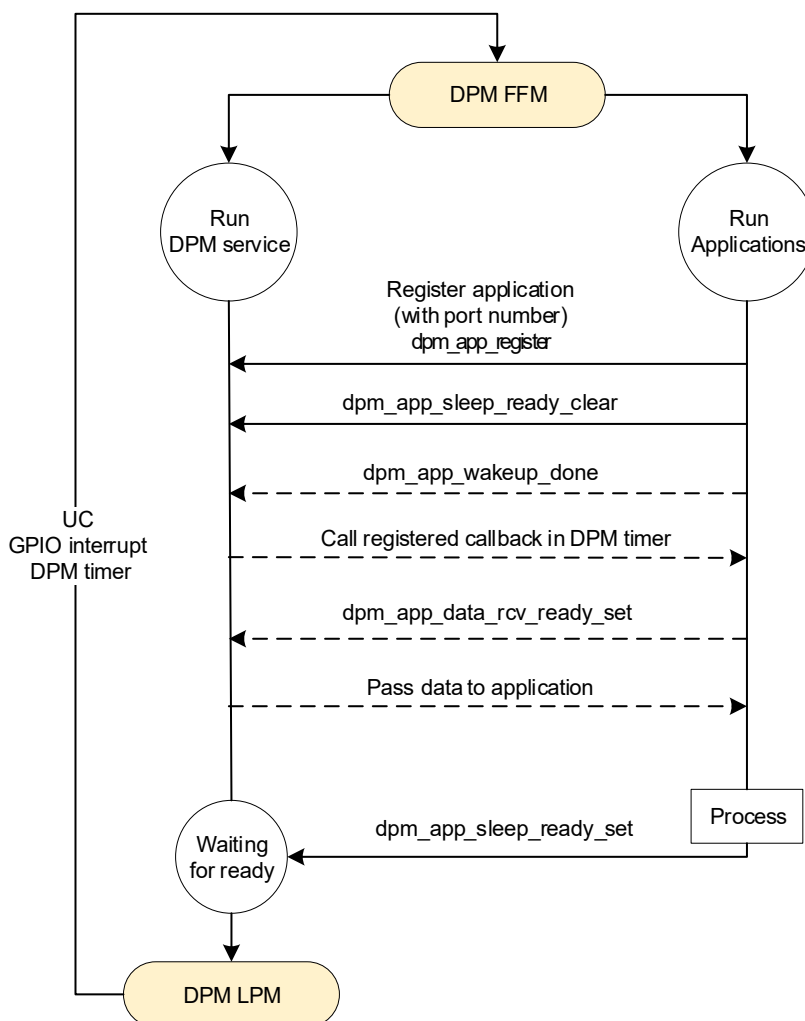 DPM FFM
Run
DPM service
Run
Applications
Register application
(with port number)
dpm_app_register
dpm_app_sleep_ready_clear
dpm_app_wakeup_done
UC
GPIO interrupt
DPM timer
Call registered callback in DPM timer
dpm_app_data_rcv_ready_set
Pass data to application
Process
dpm_app_sleep_ready_set
Waiting
for ready
DPM LPM